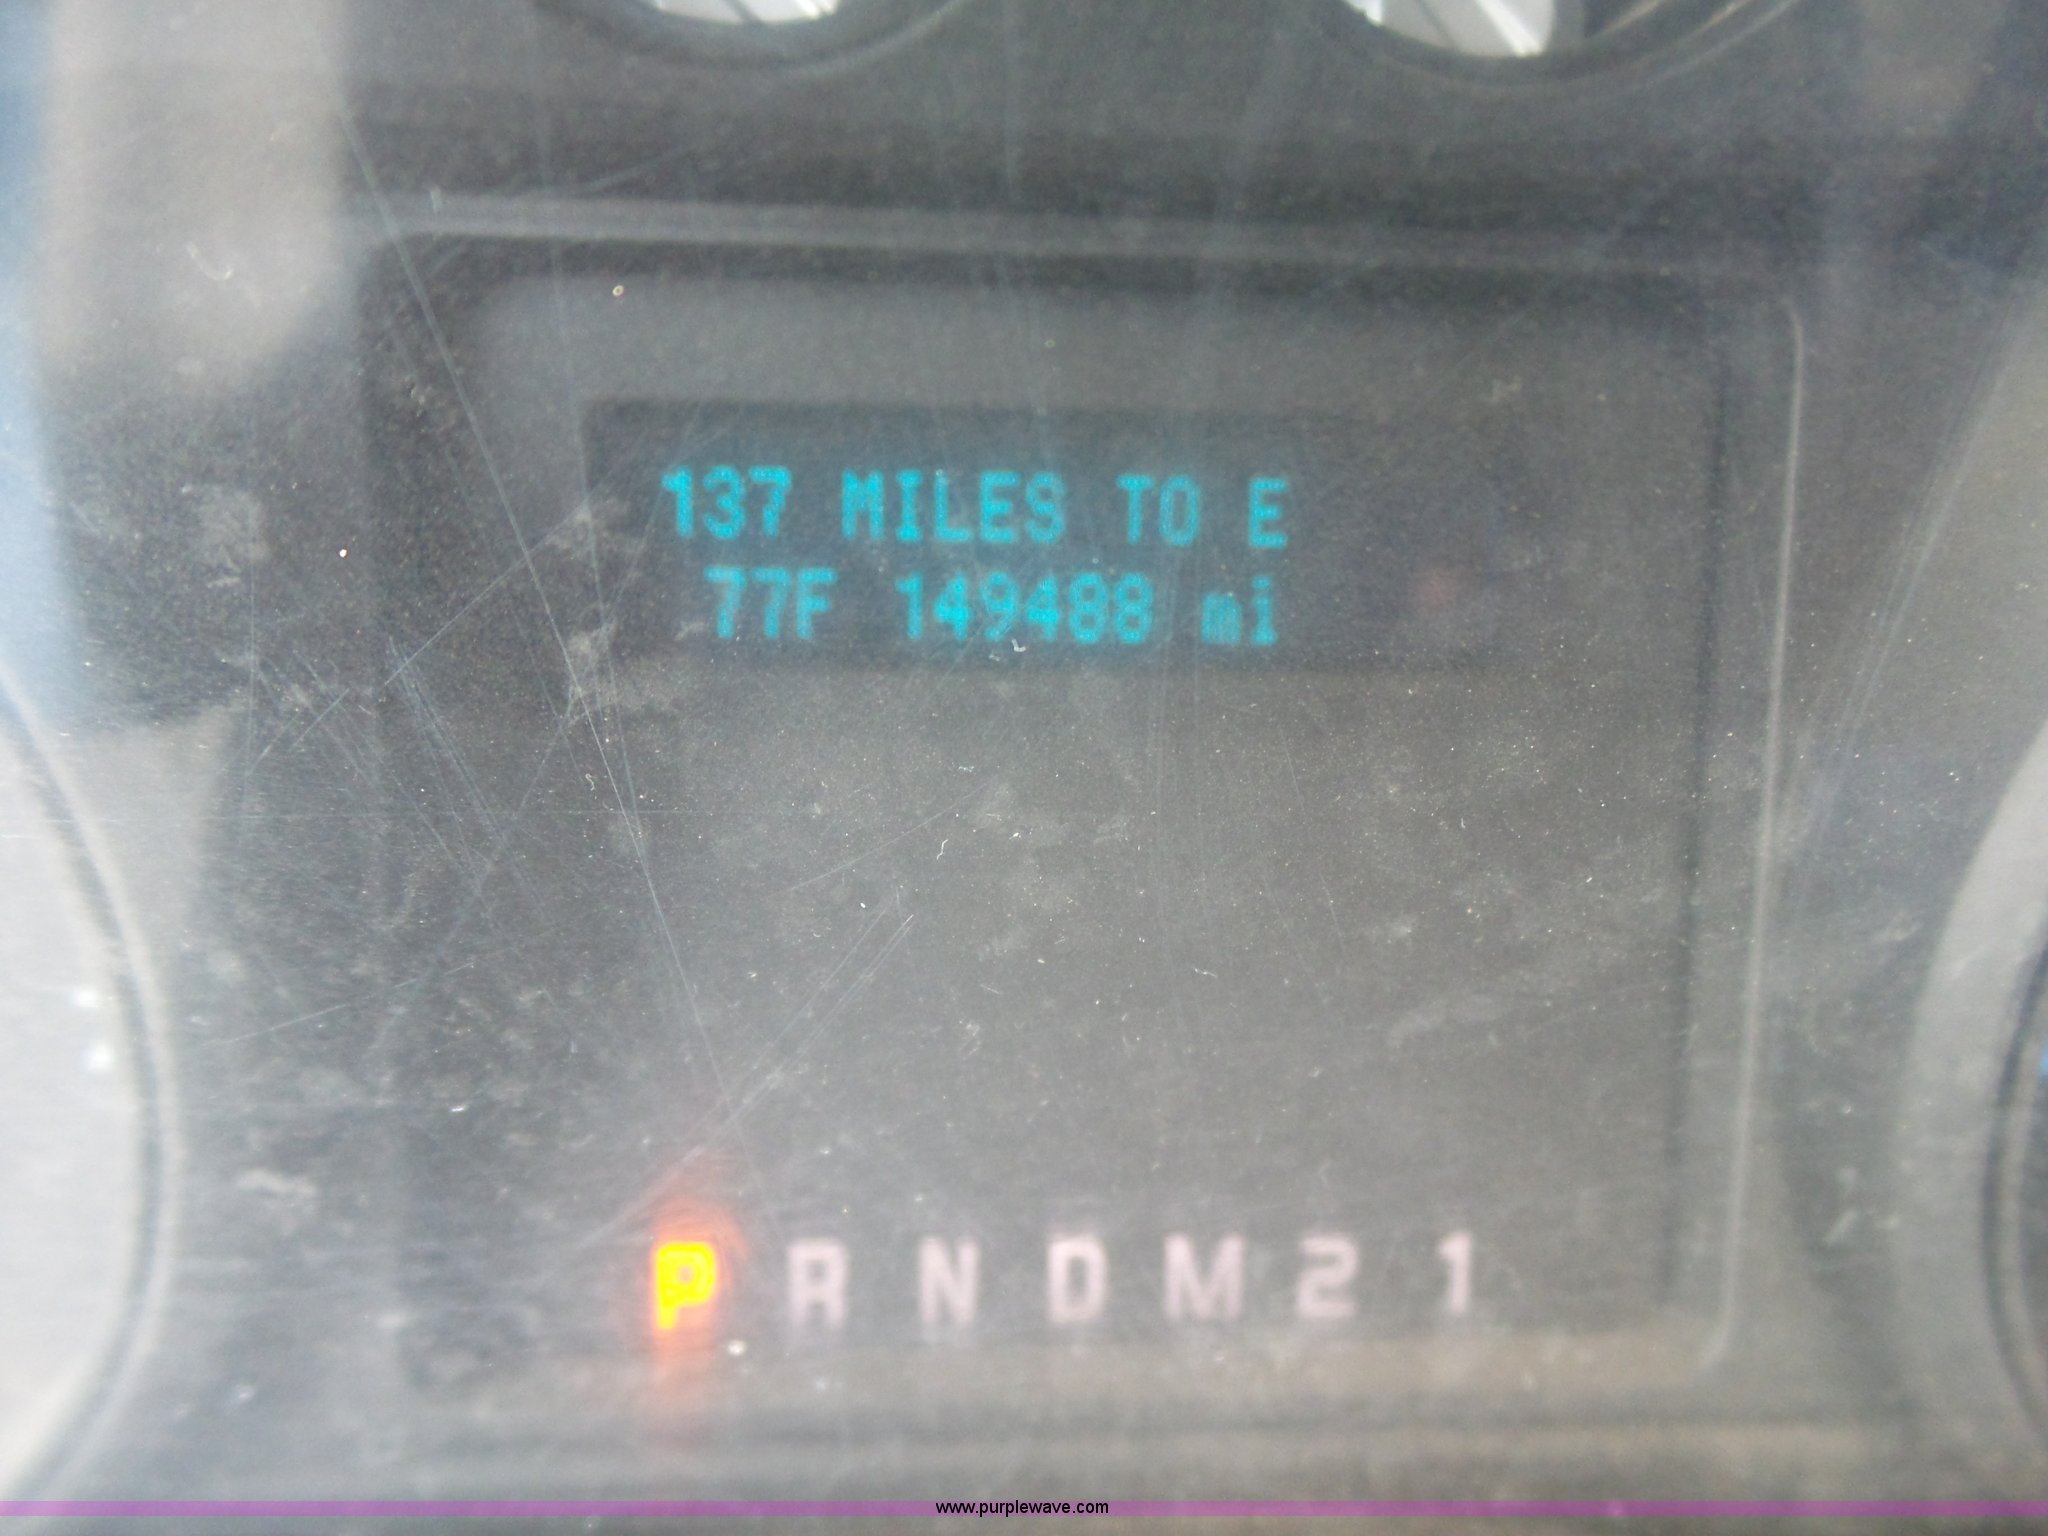 137 MILES TO E
77F 149488 mi
P R N D M 2 1
www.purplewave.com